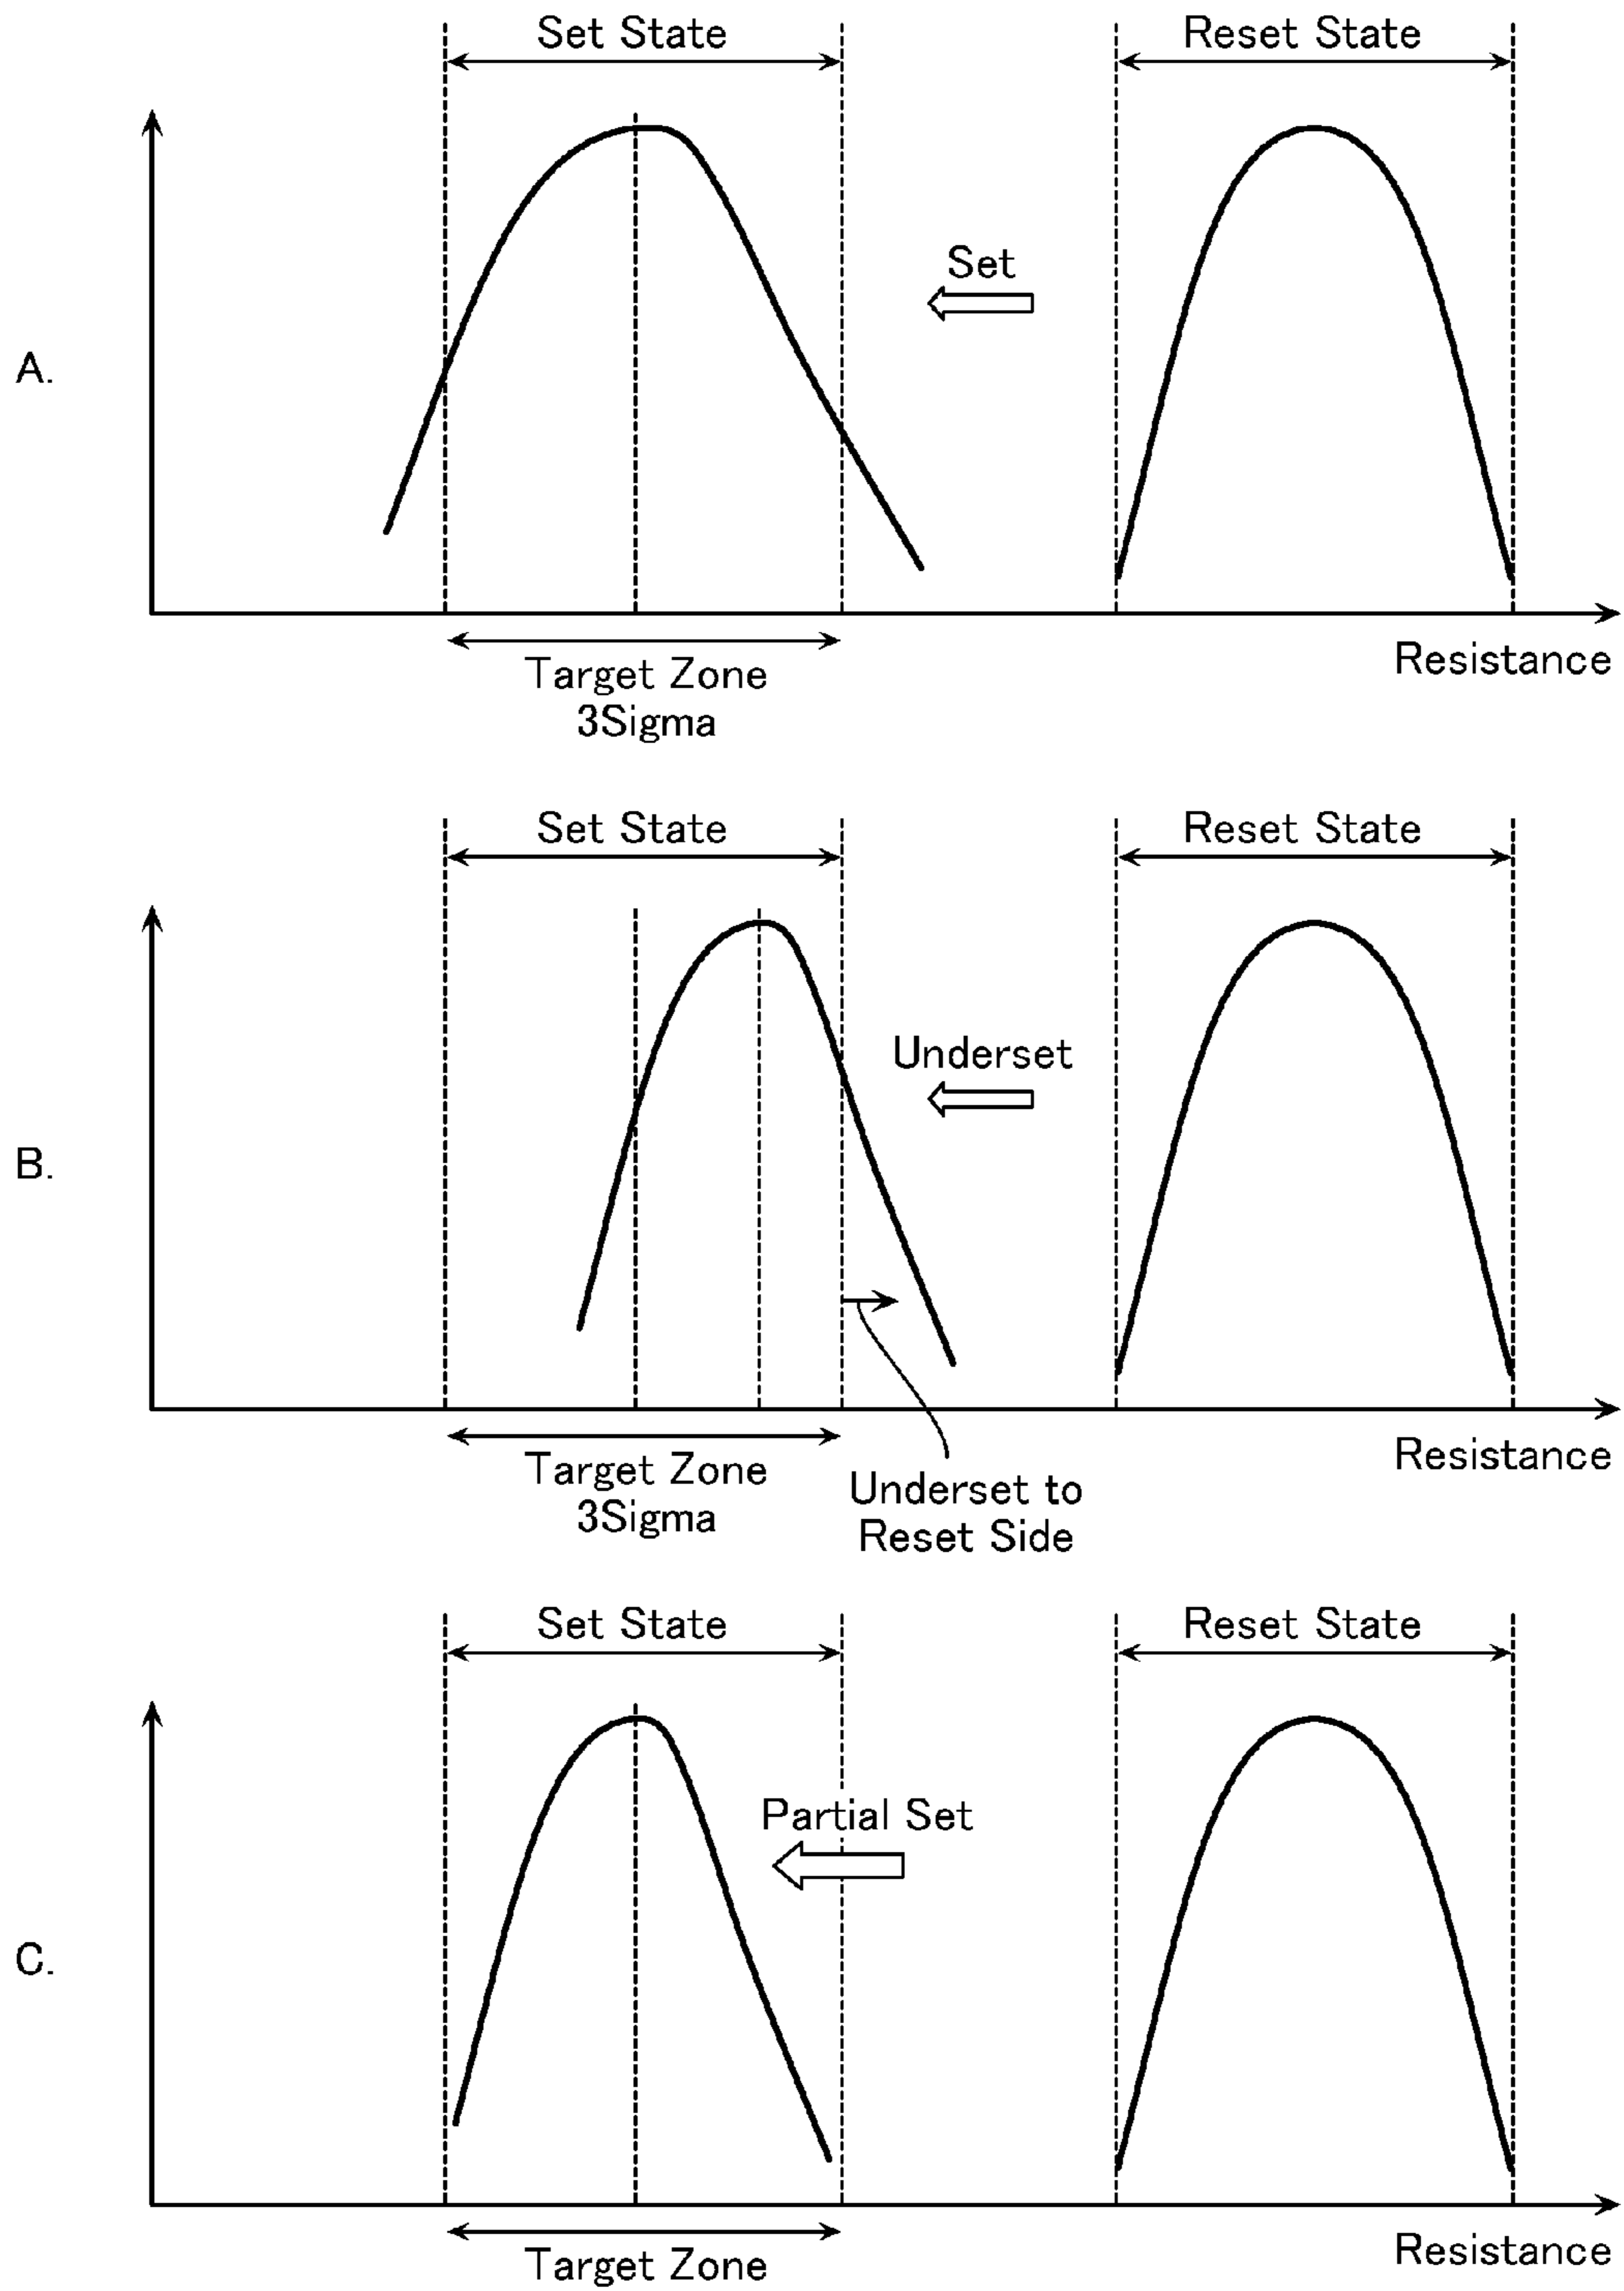 Set State
Reset State
Set
A.
Resistance
Target Zone
3Sigma
Set State
Reset State
Underset
B.
Resistance
Target Zone
3Sigma
Underset to
Reset Side
Set State
Reset State
Partial Set
C.
Resistance
Target Zone